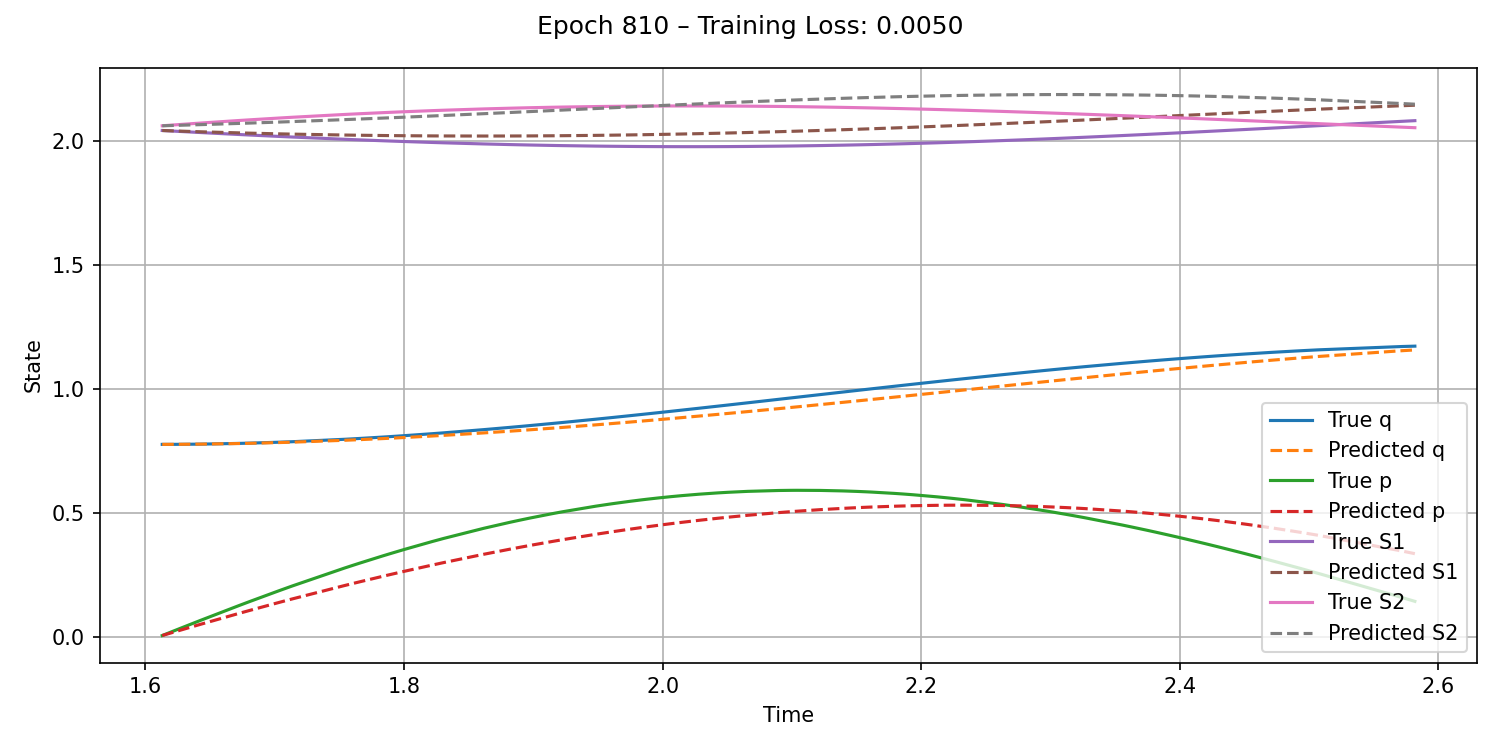 Epoch 810 – Training Loss: 0.0050
State
2.0
1.5
1.0
0.5
0.0
True q
Predicted q
True p
Predicted p
True S1
Predicted S1
True S2
Predicted S2
1.6 1.8 2.0 2.2 2.4 2.6
Time